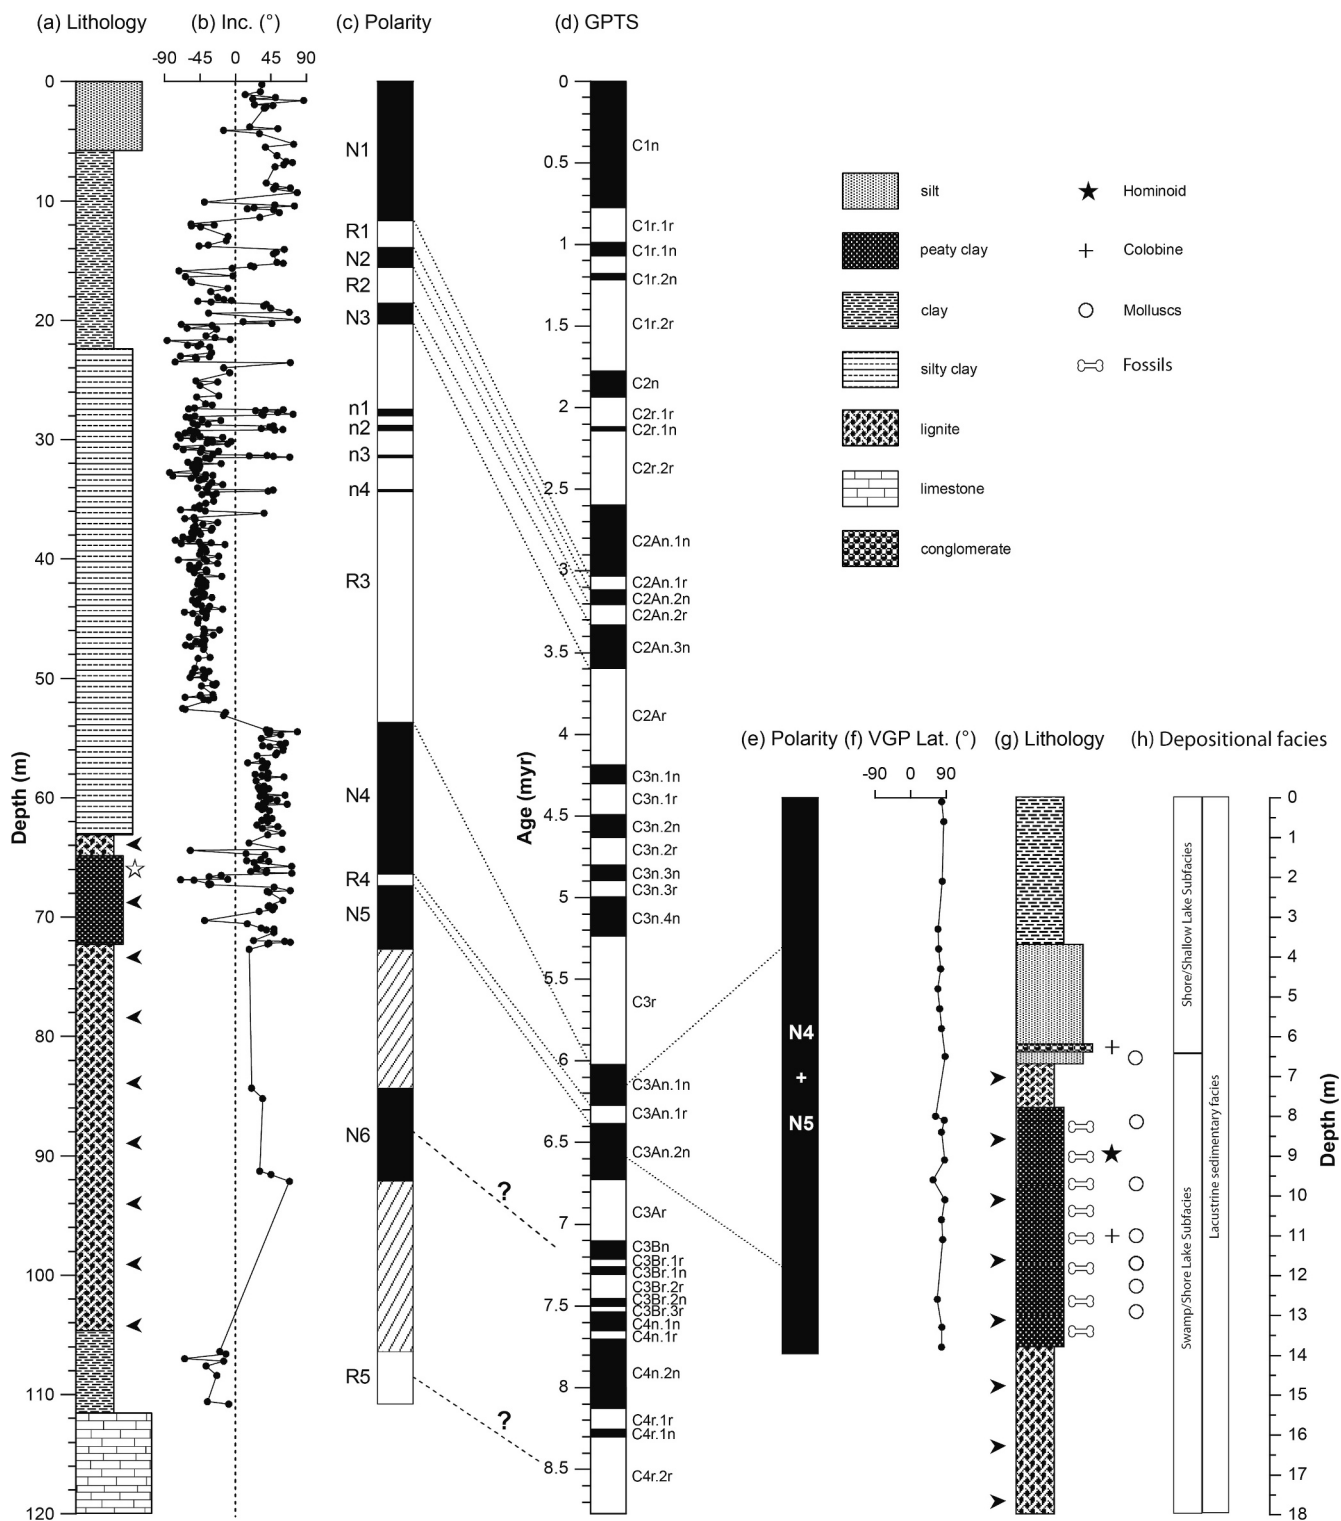 (a) Lithology
(b) Inc. (°)
(c) Polarity
(d) GPTS
-90 -45 0 45 90
0
10
20
30
40
50
60
70
80
90
100
110
120
Depth (m)
N1
R1
N2
R2
N3
n1
n2
n3
n4
R3
N4
R4
N5
N6
R5
?
?
Age (myr)
0
0.5
1
1.5
2
2.5
3
3.5
4
4.5
5
5.5
6
6.5
7
7.5
8
8.5
C1n
C1r.1r
C1r.1n
C1r.2n
C1r.2r
C2n
C2r.1r
C2r.1n
C2r.2r
C2An.1n
C2An.1r
C2An.2n
C2An.2r
C2An.3n
C2Ar
C3n.1n
C3n.1r
C3n.2n
C3n.2r
C3n.3n
C3n.3r
C3n.4n
C3r
C3An.1n
C3An.1r
C3An.2n
C3Ar
C3Bn
C3Br.1r
C3Br.1n
C3Br.2r
C3Br.2n
C3Br.3r
C4n.1n
C4n.1r
C4n.2n
C4r.1r
C4r.1n
C4r.2r
silt
peaty clay
clay
silty clay
lignite
limestone
conglomerate
Hominoid
Colobine
Molluscs
Fossils
(e) Polarity
(f) VGP Lat. (°)
(g) Lithology
(h) Depositional facies
-90 0 90
N4
+
N5
Shore/Shallow Lake Subfacies
Swamp/Shore Lake Subfacies
Lacustrine sedimentary facies
0
1
2
3
4
5
6
7
8
9
10
11
12
13
14
15
16
17
18
Depth (m)